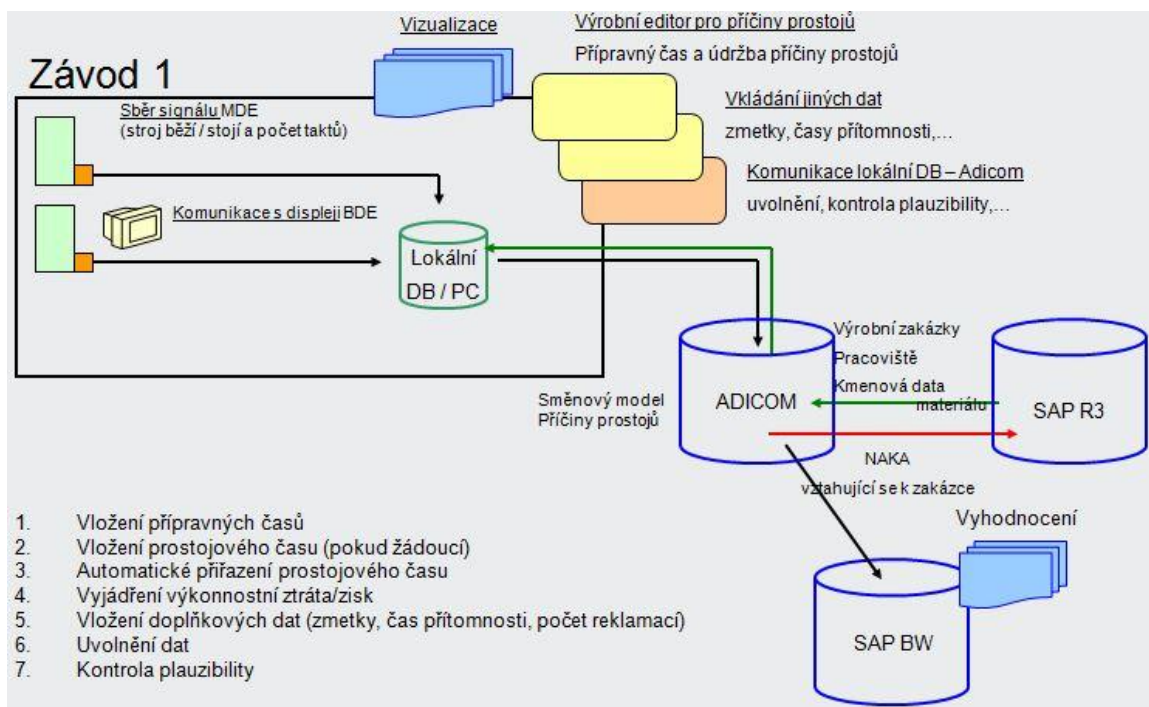 Vizualizace
Výrobní editor pro příčiny prostojů
Přípravný čas a údržba příčiny prostojů
Závod 1
Sběr signálu MDE
(stroj běží / stojí a počet taktů)
Vkládání jiných dat
zmetky, časy přítomnosti,…
Komunikace lokální DB – Adicom
uvolnění, kontrola plauzibility,…
Komunikace s displeji BDE
Lokální
DB / PC
Výrobní zakázky
Pracoviště
Kmenová data
materiálu
Směnový model
Příčiny prostojů
ADICOM
SAP R3
NAKA
vztahující se k zakázce
Vyhodnocení
SAP BW
1. Vložení přípravných časů
2. Vložení prostojového času (pokud žádoucí)
3. Automatické přiřazení prostojového času
4. Vyjádření výkonnostní ztráta/zisk
5. Vložení doplňkových dat (zmetky, čas přítomnosti, počet reklamací)
6. Uvolnění dat
7. Kontrola plauzibility